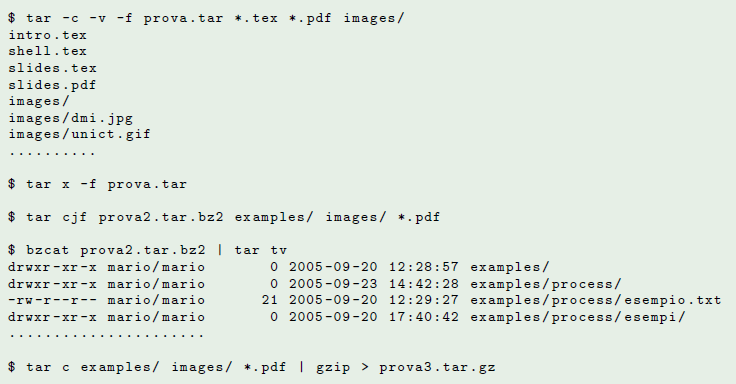 $ tar -c -v -f prova.tar *.tex *.pdf images/
intro.tex
shell.tex
slides.tex
slides.pdf
images/
images/dmi.jpg
images/unict.gif
..........
$ tar x -f prova.tar
$ tar cjf prova2.tar.bz2 examples/ images/ *.pdf
$ bzcat prova2.tar.bz2 | tar tv
drwxr-xr-x mario/mario 0 2005-09-20 12:28:57 examples/
drwxr-xr-x mario/mario 0 2005-09-23 14:42:28 examples/process/
-rw-r--r-- mario/mario 21 2005-09-20 12:29:27 examples/process/esempio.txt
drwxr-xr-x mario/mario 0 2005-09-20 17:40:42 examples/process/esempi/
......................
$ tar c examples/ images/ *.pdf | gzip > prova3.tar.gz